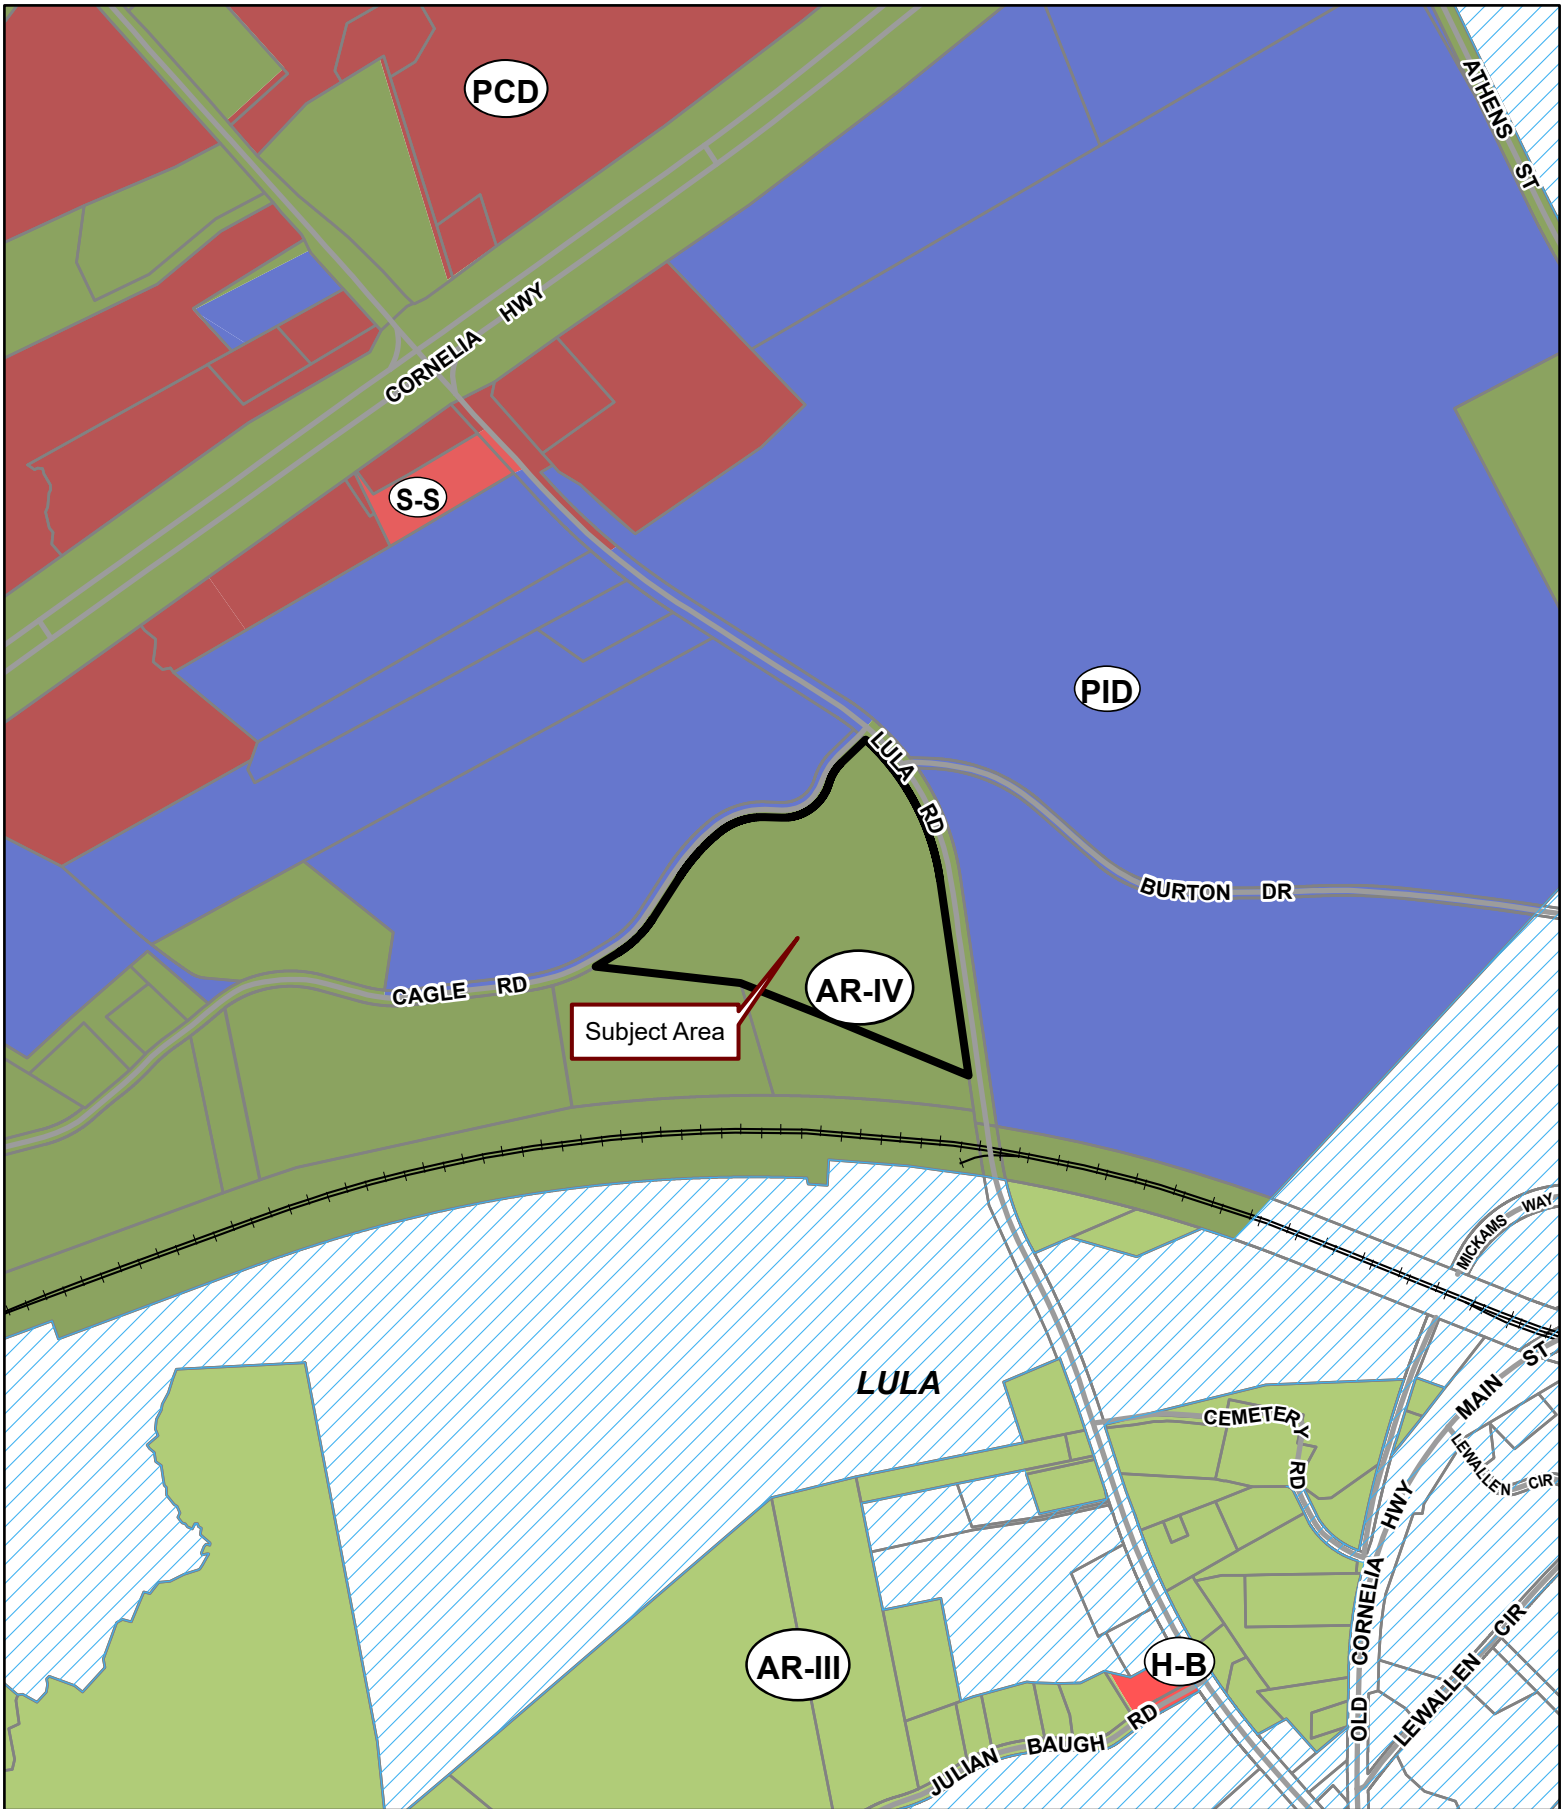 PCD
ATHENS ST
CORNELIA HWY
S-S
PID
LULA RD
BURTON DR
CAGLE RD
AR-IV
Subject Area
MICKAMS WAY
MAIN ST
LULA
CEMETERY RD
LEWALLEN CIR
OLD CORNELIA HWY
AR-III
H-B
LEWALLEN CIR
JULIAN BAUGH RD